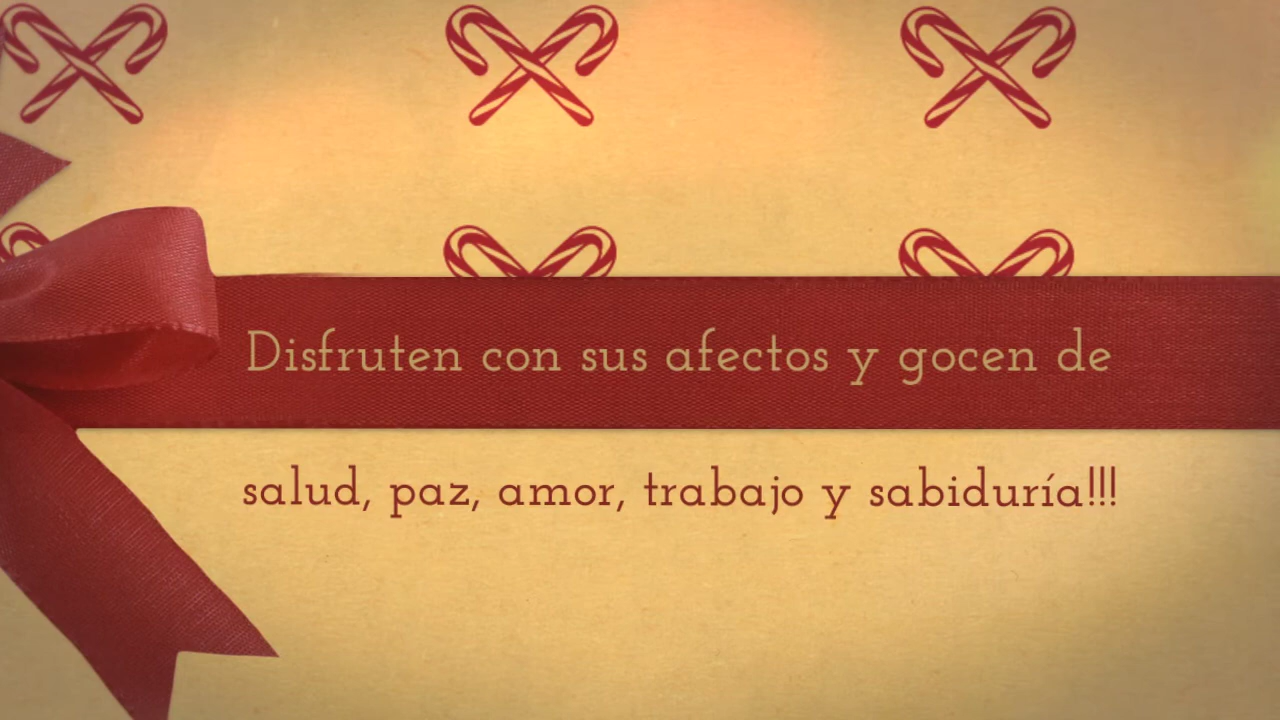 Disfruten con sus afectos y gocen de
salud, paz, amor, trabajo y sabiduría!!!